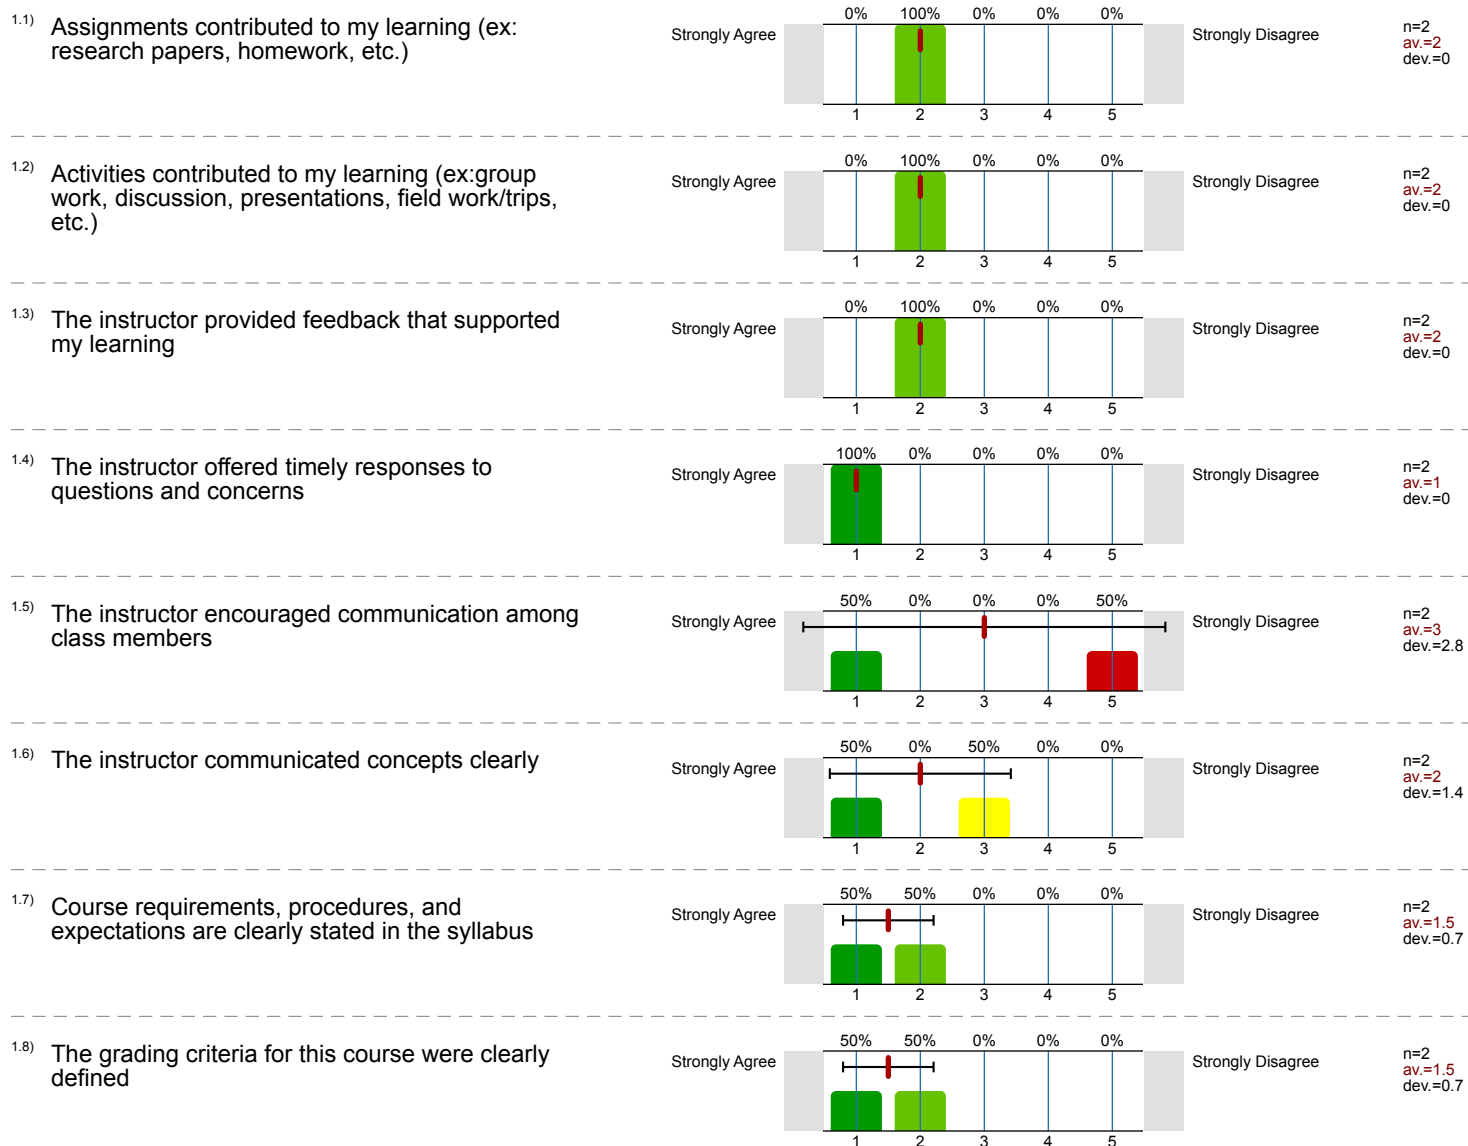 1.1) Assignments contributed to my learning (ex:
research papers, homework, etc.)
Strongly Agree
0% 100% 0% 0% 0%
1 2 3 4 5
Strongly Disagree
n=2
av.=2
dev.=0
1.2) Activities contributed to my learning (ex:group
work, discussion, presentations, field work/trips,
etc.)
Strongly Agree
0% 100% 0% 0% 0%
1 2 3 4 5
Strongly Disagree
n=2
av.=2
dev.=0
1.3) The instructor provided feedback that supported
my learning
Strongly Agree
0% 100% 0% 0% 0%
1 2 3 4 5
Strongly Disagree
n=2
av.=2
dev.=0
1.4) The instructor offered timely responses to
questions and concerns
Strongly Agree
100% 0% 0% 0% 0%
1 2 3 4 5
Strongly Disagree
n=2
av.=1
dev.=0
1.5) The instructor encouraged communication among
class members
Strongly Agree
50% 0% 0% 0% 50%
1 2 3 4 5
Strongly Disagree
n=2
av.=3
dev.=2.8
1.6) The instructor communicated concepts clearly
Strongly Agree
50% 0% 50% 0% 0%
1 2 3 4 5
Strongly Disagree
n=2
av.=2
dev.=1.4
1.7) Course requirements, procedures, and
expectations are clearly stated in the syllabus
Strongly Agree
50% 50% 0% 0% 0%
1 2 3 4 5
Strongly Disagree
n=2
av.=1.5
dev.=0.7
1.8) The grading criteria for this course were clearly
defined
Strongly Agree
50% 50% 0% 0% 0%
1 2 3 4 5
Strongly Disagree
n=2
av.=1.5
dev.=0.7